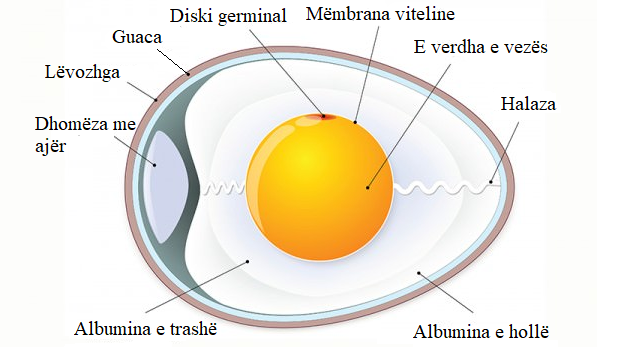 Diski germinal
Mëmbrana viteline
Guaca
E verdha e vezës
Lëvozhga
Halaza
Dhomëza me
ajër
Albumina e trashë
Albumina e hollë